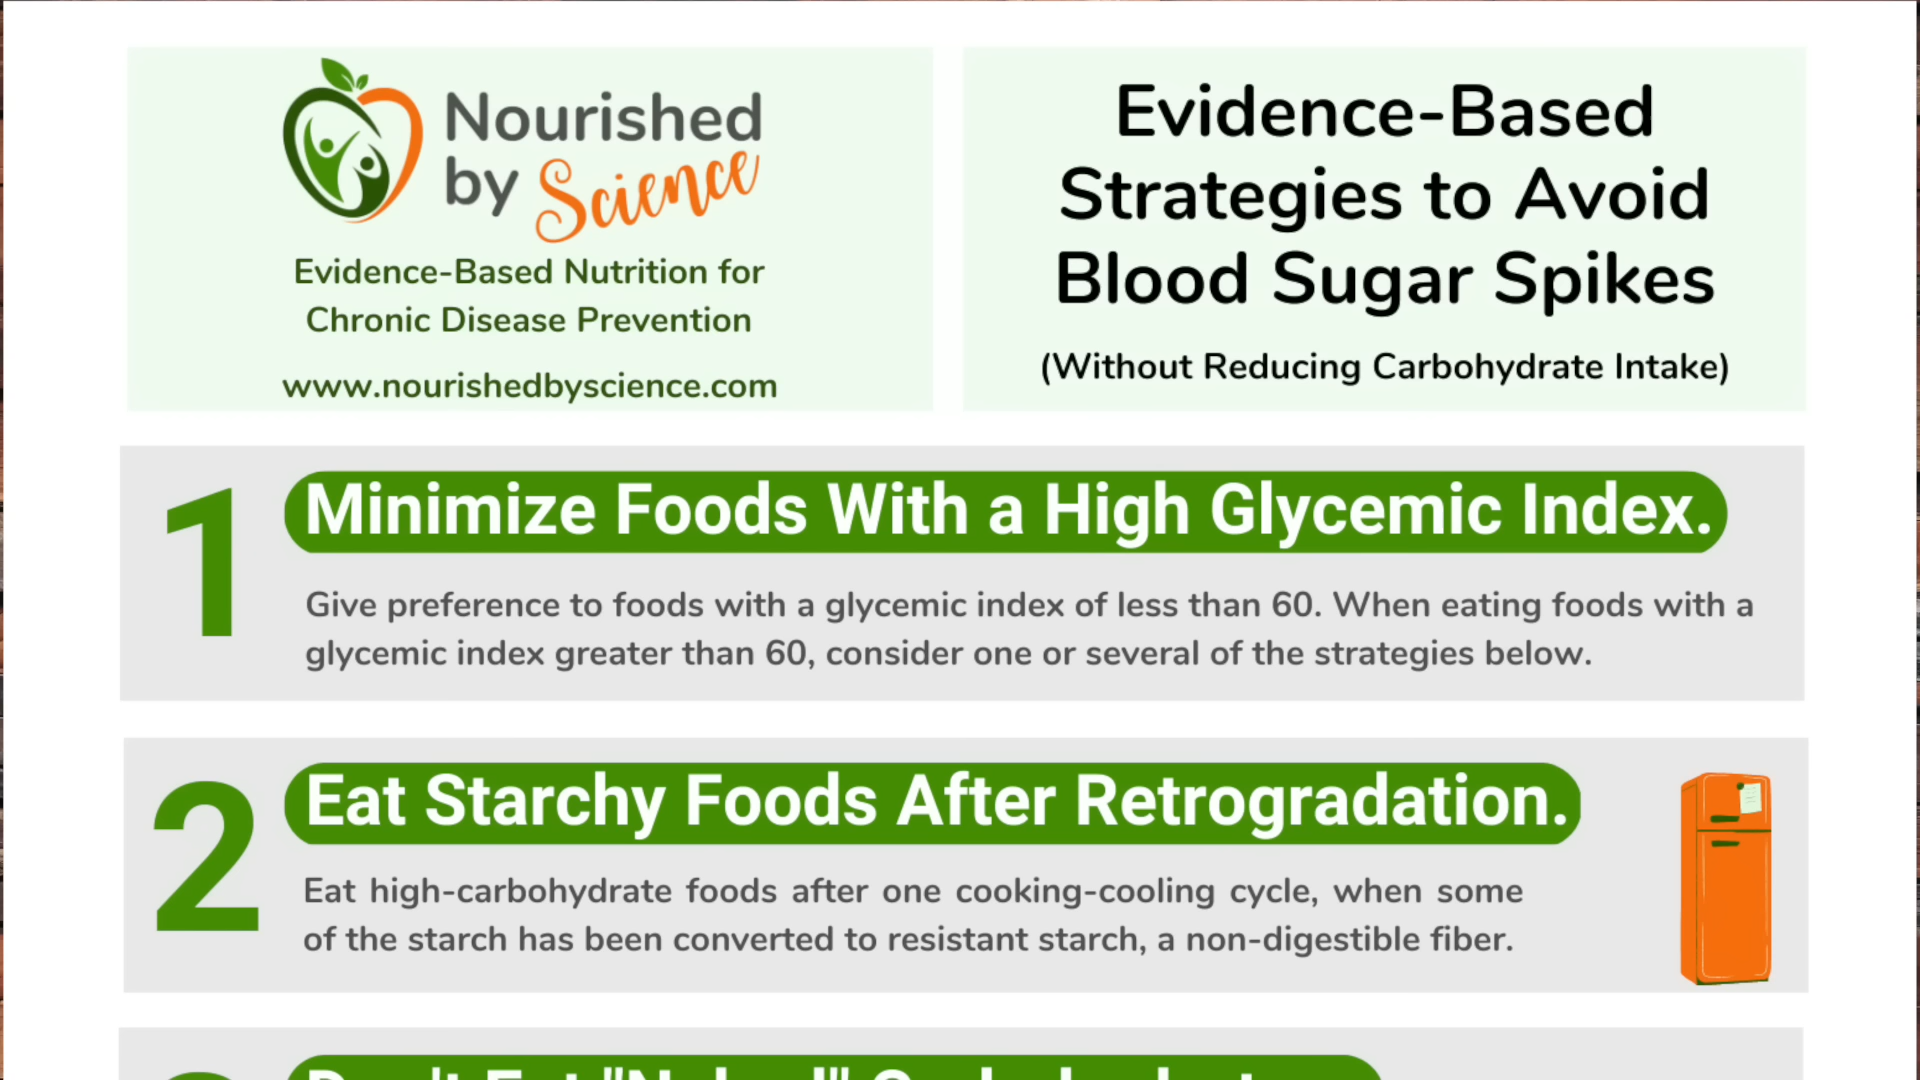 Nourished
by Science
Evidence-Based Nutrition for
Chronic Disease Prevention
www.nourishedbyscience.com
Evidence-Based
Strategies to Avoid
Blood Sugar Spikes
(Without Reducing Carbohydrate Intake)
1
Minimize Foods With a High Glycemic Index.
Give preference to foods with a glycemic index of less than 60. When eating foods with a
glycemic index greater than 60, consider one or several of the strategies below.
2
Eat Starchy Foods After Retrogradation.
Eat high-carbohydrate foods after one cooking-cooling cycle, when some
of the starch has been converted to resistant starch, a non-digestible fiber.